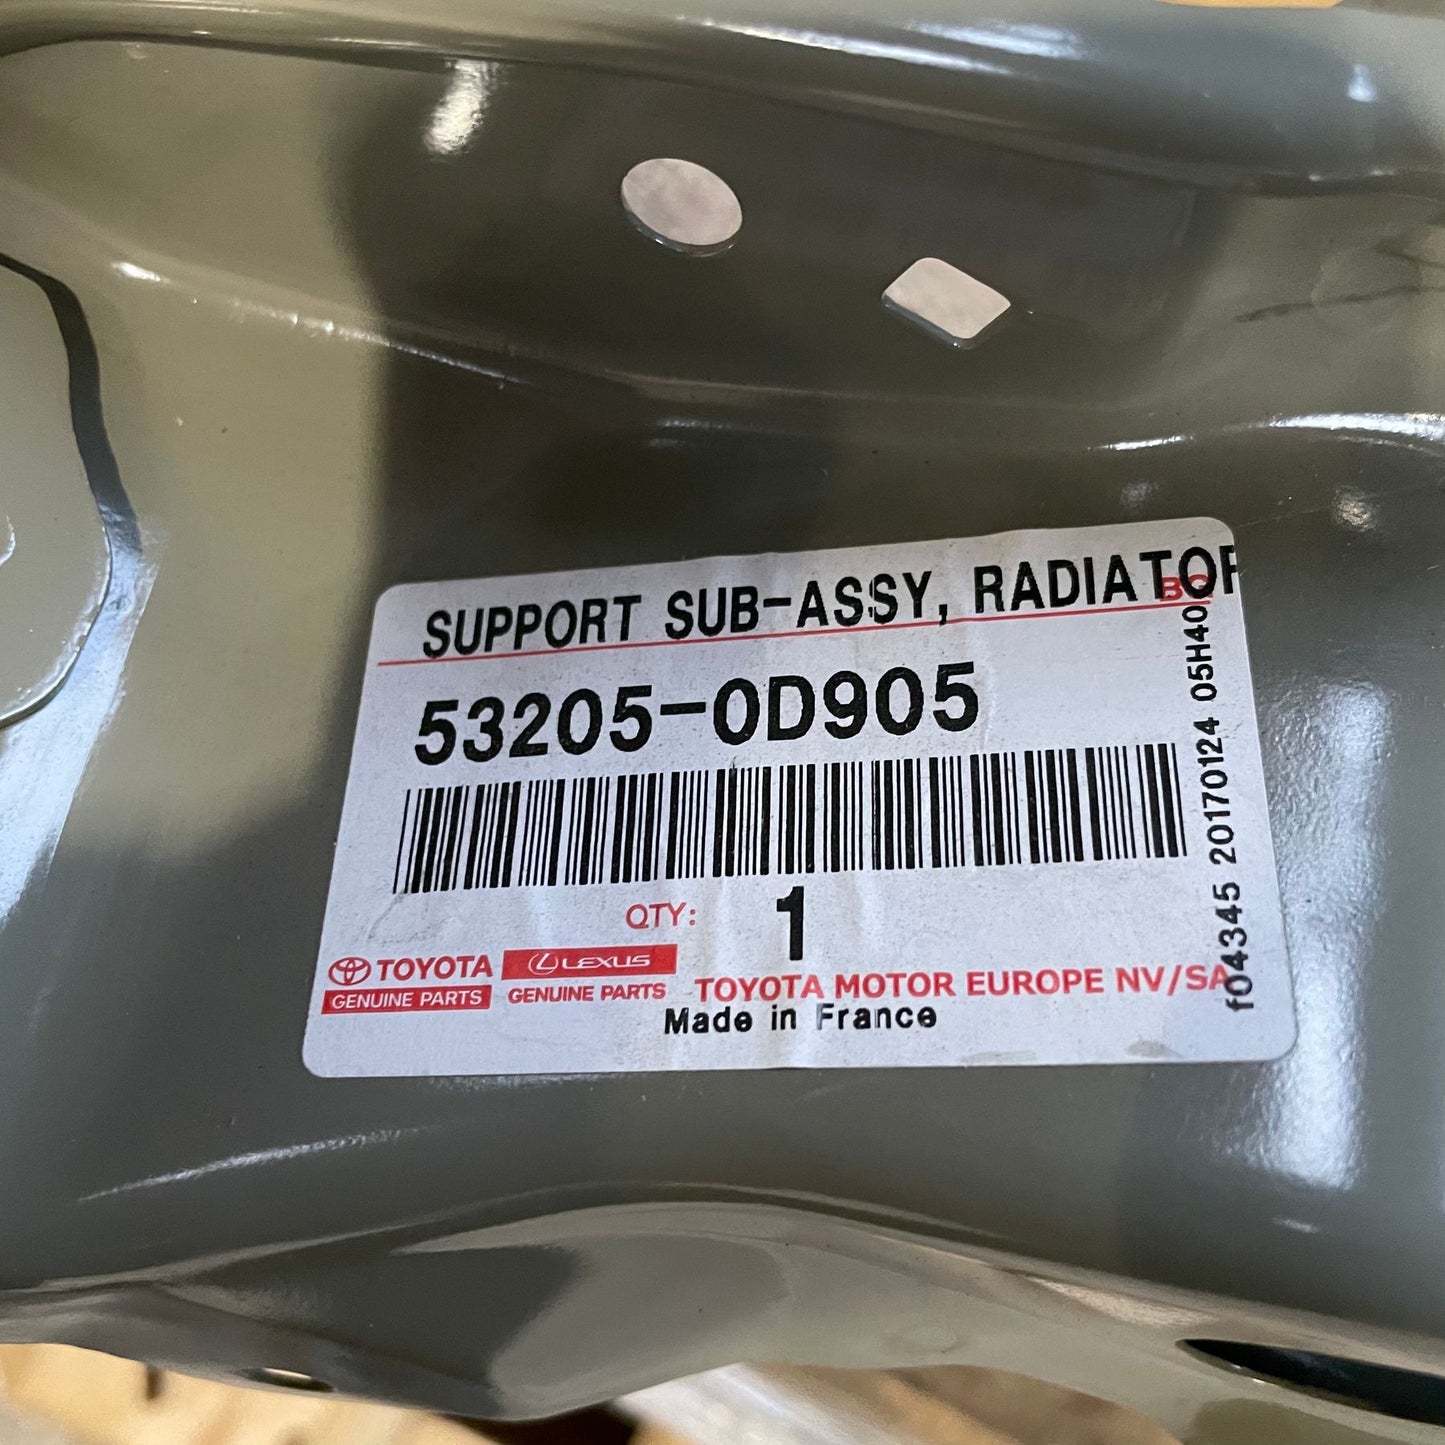 SUPPORT SUB-ASSY, RADIATOR
BO
53205-0D905
QTY: 1
TOYOTA
GENUINE PARTS
LEXUS
GENUINE PARTS
TOYOTA MOTOR EUROPE NV/SA
Made in France
f04345 20170124 05H40